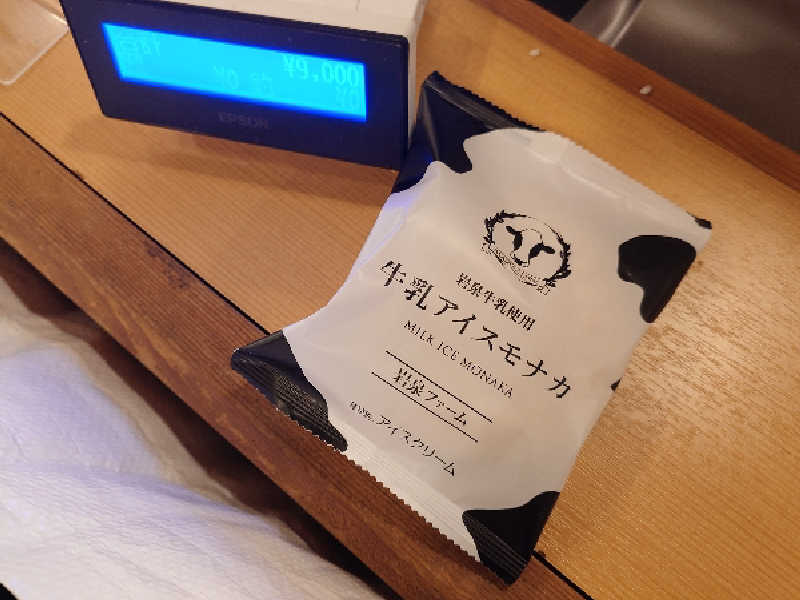 ¥9,000
EPSON
岩泉牛乳使用
牛乳アイスモナカ
MILK ICE MONAKA
岩泉ファーム
アイスクリーム